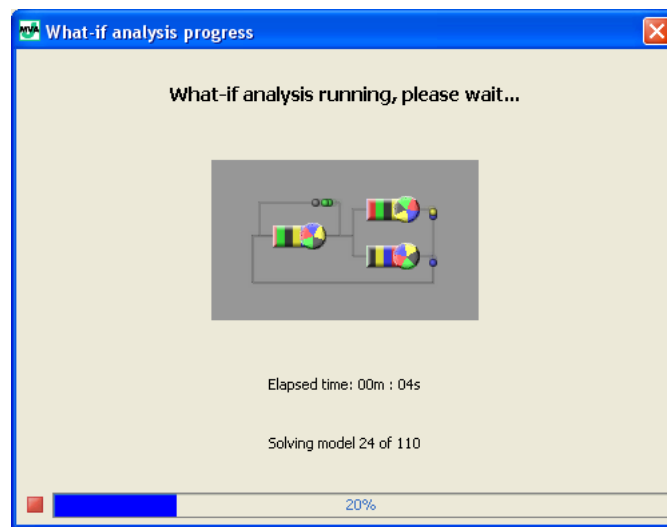 MVA What-if analysis progress
What-if analysis running, please wait...
Elapsed time: 00m : 04s
Solving model 24 of 110
20%